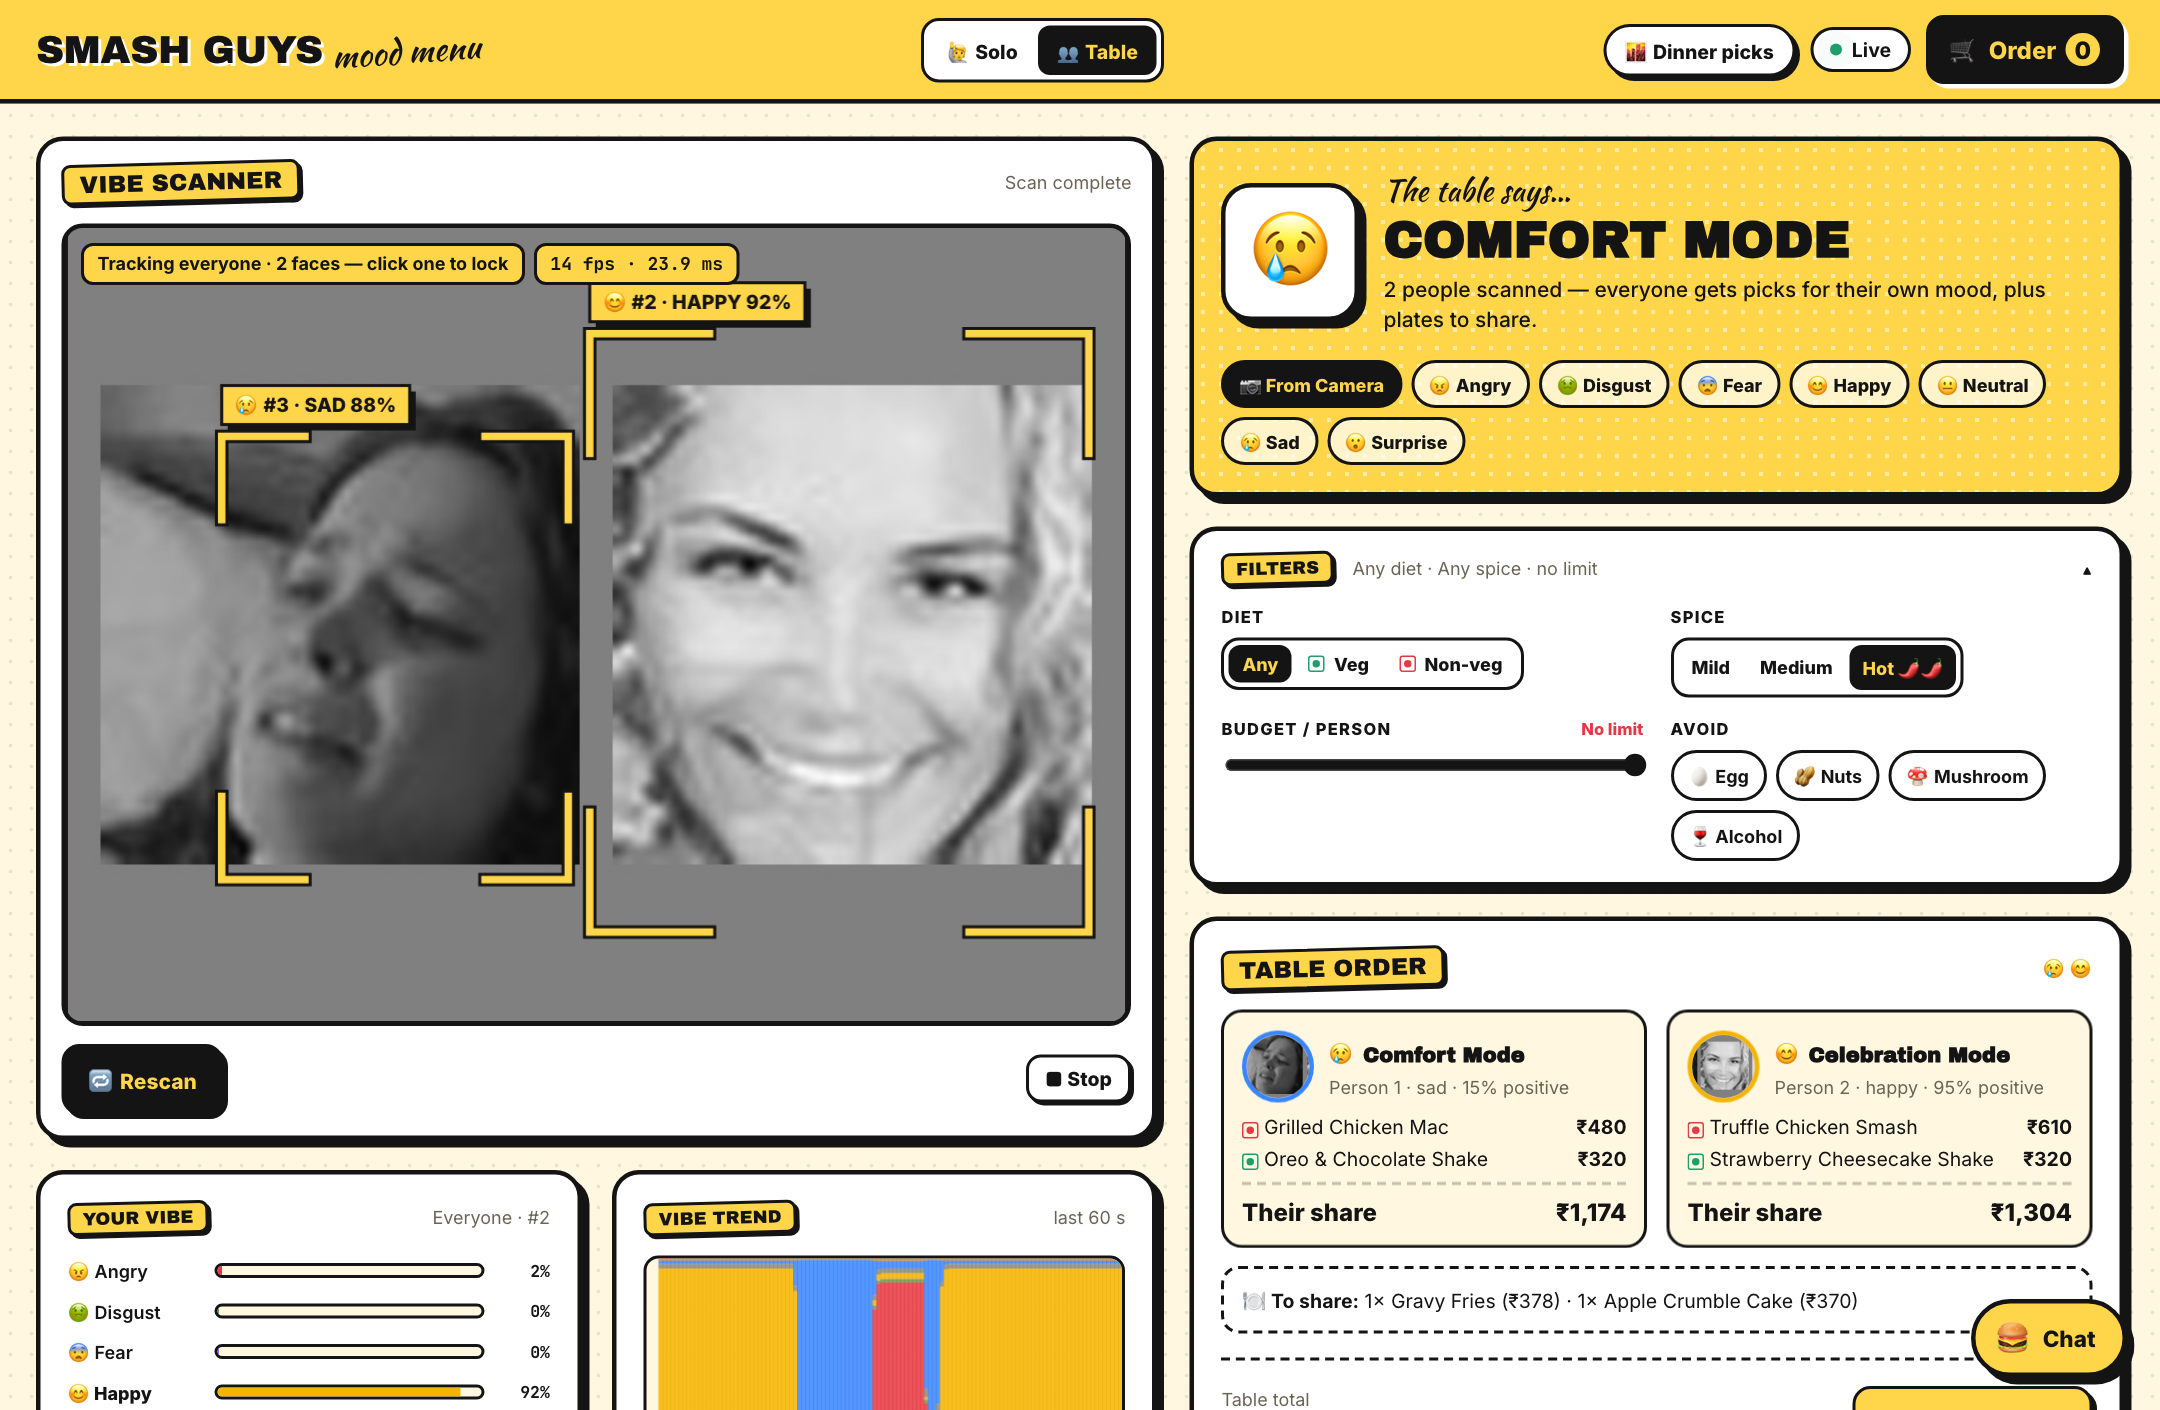 SMASH GUYS mood menu
Solo
Table
Dinner picks
Live
Order 0
VIBE SCANNER
Scan complete
Tracking everyone · 2 faces — click one to lock
14 fps · 23.9 ms
#2 · HAPPY 92%
#3 · SAD 88%
Rescan
Stop
YOUR VIBE
Everyone · #2
Angry 2%
Disgust 0%
Fear 0%
Happy 92%
VIBE TREND
last 60 s
The table says...
COMFORT MODE
2 people scanned — everyone gets picks for their own mood, plus
plates to share.
From Camera
Angry
Disgust
Fear
Happy
Neutral
Sad
Surprise
FILTERS
Any diet · Any spice · no limit
DIET
Any
Veg
Non-veg
SPICE
Mild
Medium
Hot
BUDGET / PERSON
No limit
AVOID
Egg
Nuts
Mushroom
Alcohol
TABLE ORDER
Comfort Mode
Person 1 · sad · 15% positive
Grilled Chicken Mac ₹480
Oreo & Chocolate Shake ₹320
Their share ₹1,174
Celebration Mode
Person 2 · happy · 95% positive
Truffle Chicken Smash ₹610
Strawberry Cheesecake Shake ₹320
Their share ₹1,304
To share: 1× Gravy Fries (₹378) · 1× Apple Crumble Cake (₹370)
Chat
Table total